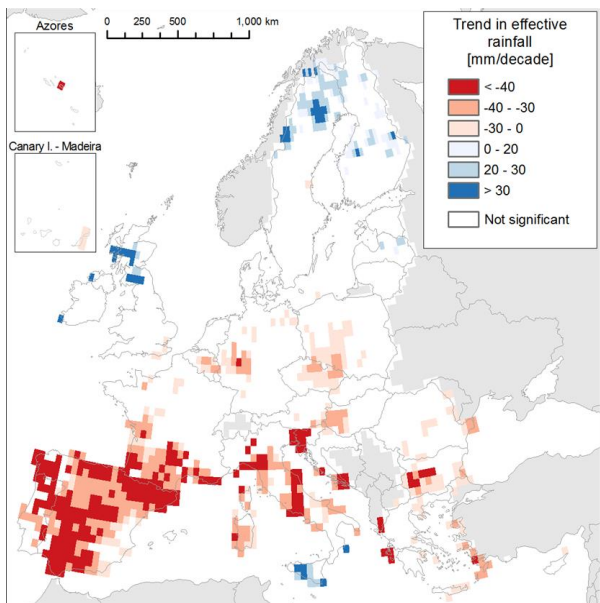 Azores
0 250 500 1,000 km
Canary I. - Madeira
Trend in effective
rainfall
[mm/decade]
< -40
-40 - -30
-30 - 0
0 - 20
20 - 30
> 30
Not significant